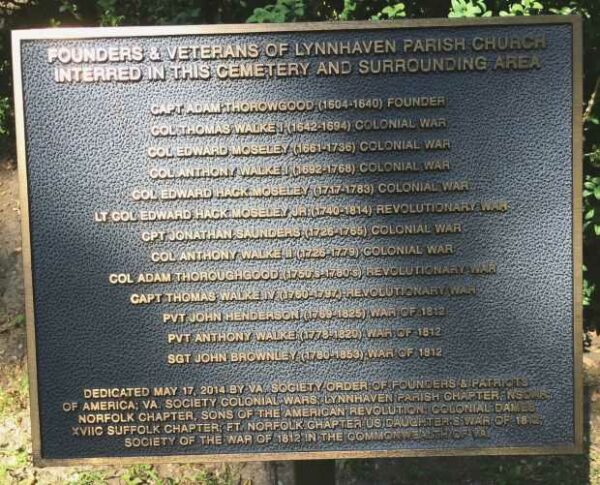 FOUNDERS & VETERANS OF LYNNHAVEN PARISH CHURCH
INTERRED IN THIS CEMETERY AND SURROUNDING AREA
CAPT ADAM THOROWGOOD (1604-1640) FOUNDER
COL THOMAS WALKE I (1642-1694) COLONIAL WAR
COL EDWARD MOSELEY (1661-1736) COLONIAL WAR
COL ANTHONY WALKE I (1692-1768) COLONIAL WAR
COL EDWARD HACK MOSELEY (1717-1783) COLONIAL WAR
LT COL EDWARD HACK MOSELEY JR (1740-1814) REVOLUTIONARY WAR
CPT JONATHAN SAUNDERS (1726-1765) COLONIAL WAR
COL ANTHONY WALKE II (1726-1779) COLONIAL WAR
COL ADAM THOROUGHGOOD (1750'S-1780'S) REVOLUTIONARY WAR
CAPT THOMAS WALKE IV (1760-1797) REVOLUTIONARY WAR
PVT JOHN HENDERSON (1769-1825) WAR OF 1812
PVT ANTHONY WALKE (1778-1820) WAR OF 1812
SGT JOHN BROWNLEY (1780-1853) WAR OF 1812
DEDICATED MAY 17, 2014 BY VA. SOCIETY ORDER OF FOUNDERS & PATRIOTS
OF AMERICA; VA. SOCIETY COLONIAL WARS; LYNNHAVEN PARISH CHAPTER, NSDAR;
NORFOLK CHAPTER, SONS OF THE AMERICAN REVOLUTION; COLONIAL DAMES
XVIIC SUFFOLK CHAPTER; FT. NORFOLK CHAPTER US DAUGHTERS WAR OF 1812;
SOCIETY OF THE WAR OF 1812 IN THE COMMONWEALTH OF VA.